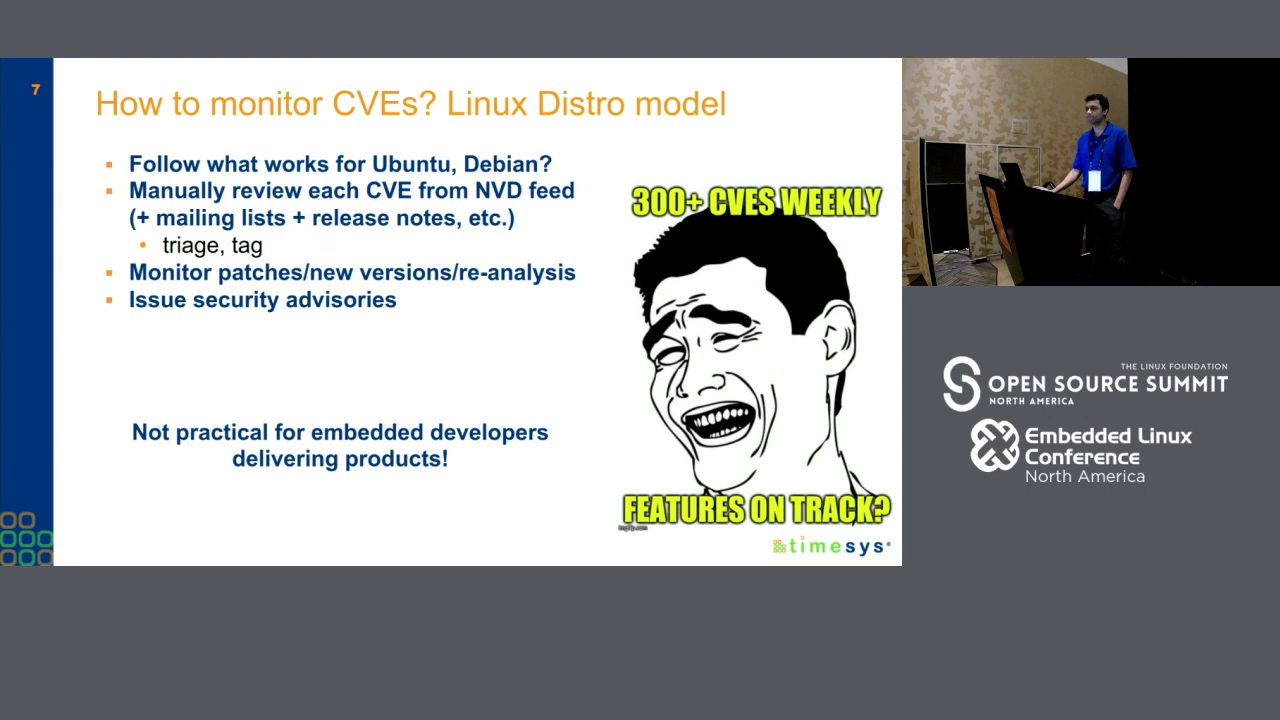 7
How to monitor CVEs? Linux Distro model
Follow what works for Ubuntu, Debian?
Manually review each CVE from NVD feed
(+ mailing lists + release notes, etc.)
triage, tag
Monitor patches/new versions/re-analysis
Issue security advisories
Not practical for embedded developers
delivering products!
300+ CVES WEEKLY
FEATURES ON TRACK?
imgflip.com
timesys
THE LINUX FOUNDATION
OPEN SOURCE SUMMIT
NORTH AMERICA
Embedded Linux
Conference
North America